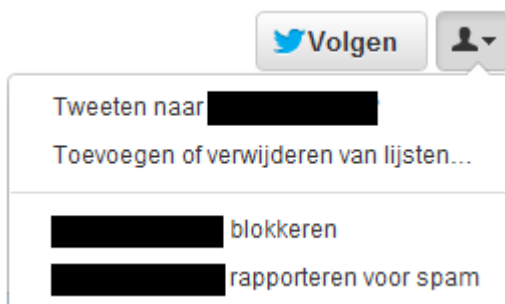 Volgen
Tweeten naar
Toevoegen of verwijderen van lijsten...
blokkeren
rapporteren voor spam